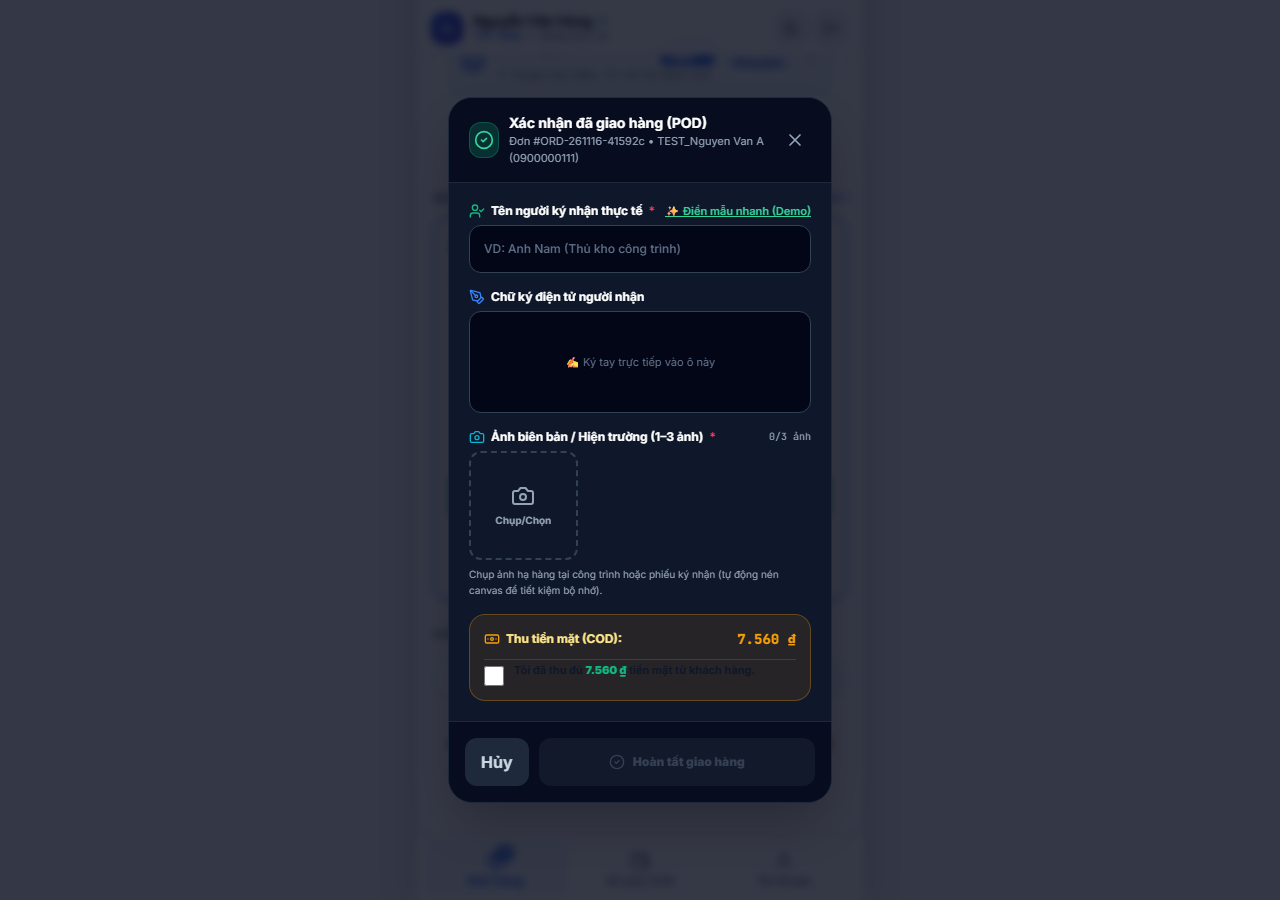 Xác nhận đã giao hàng (POD)
Đơn #ORD-261116-41592c • TEST_Nguyen Van A
(0900000111)
Tên người ký nhận thực tế * ✨ Điền mẫu nhanh (Demo)
VD: Anh Nam (Thủ kho công trình)
Chữ ký điện tử người nhận
✍️ Ký tay trực tiếp vào ô này
Ảnh biên bản / Hiện trường (1–3 ảnh) * 0/3 ảnh
Chụp/Chọn
Chụp ảnh hạ hàng tại công trình hoặc phiếu ký nhận (tự động nén
canvas để tiết kiệm bộ nhớ).
Thu tiền mặt (COD): 7.560 ₫
Tôi đã thu đủ 7.560 ₫ tiền mặt từ khách hàng.
Hủy
Hoàn tất giao hàng